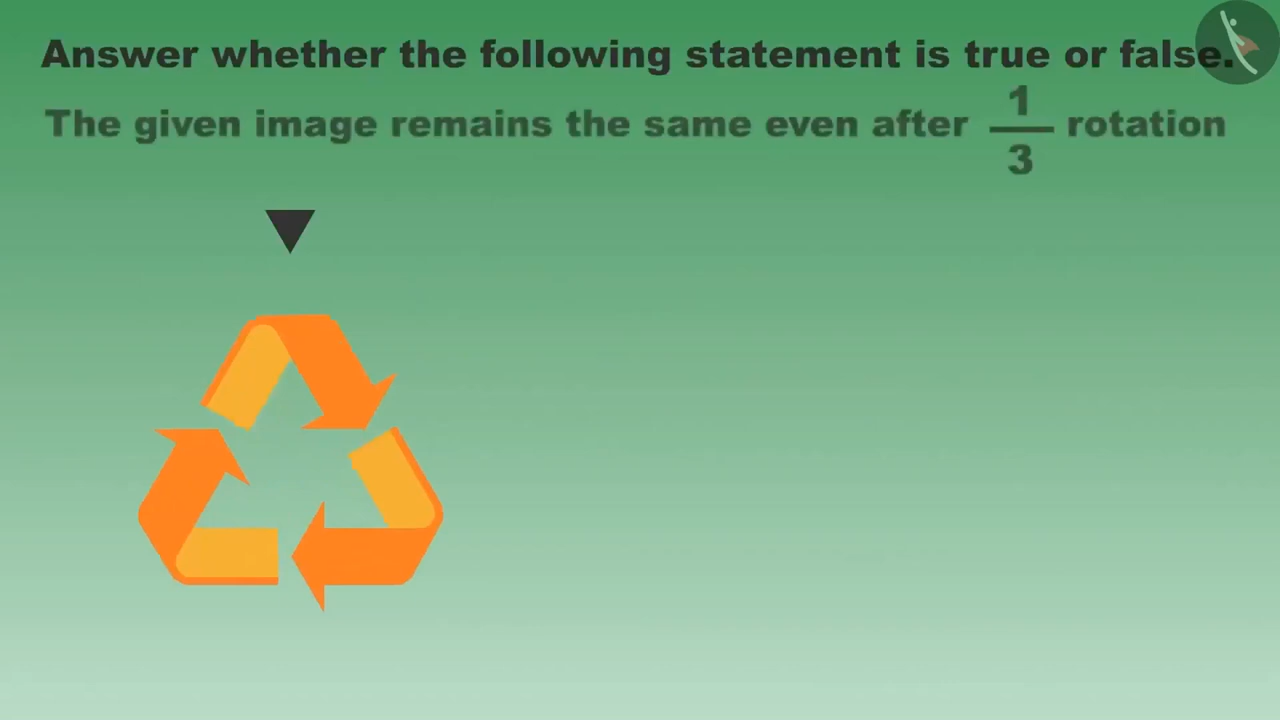 Answer whether the following statement is true or false.
The given image remains the same even after 1/3 rotation